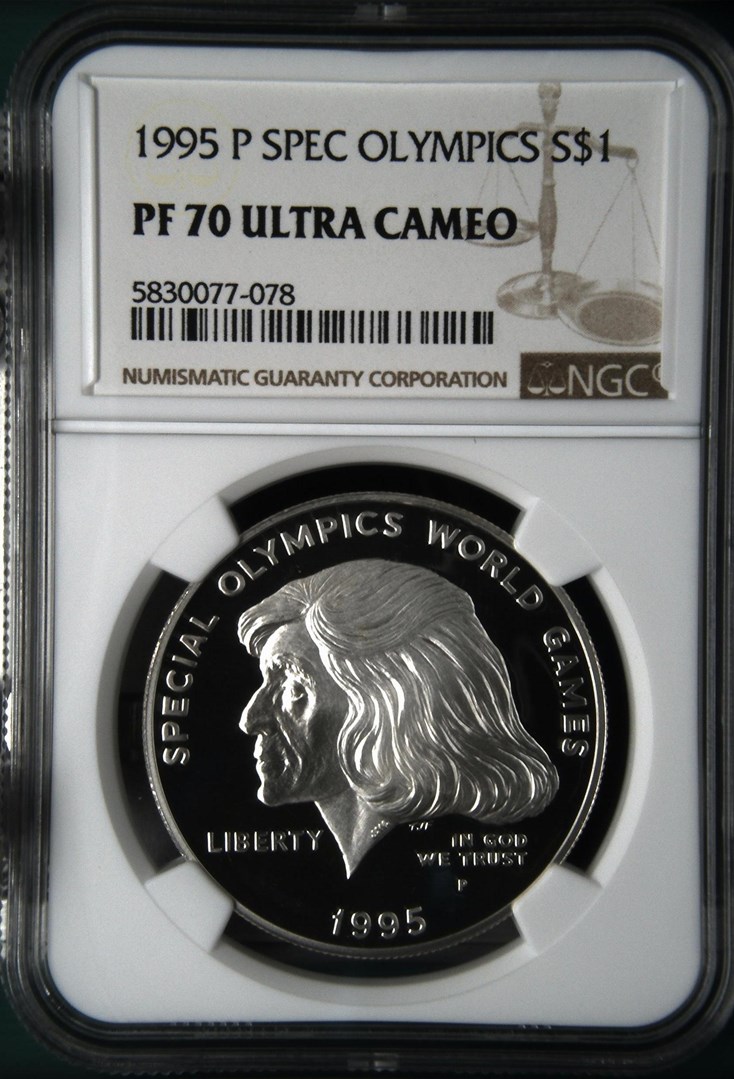 1995 P SPEC OLYMPICS S$1
PF 70 ULTRA CAMEO
5830077-078
NUMISMATIC GUARANTY CORPORATION
NGC
SPECIAL OLYMPICS WORLD GAMES
LIBERTY
IN GOD
WE TRUST
P
1995